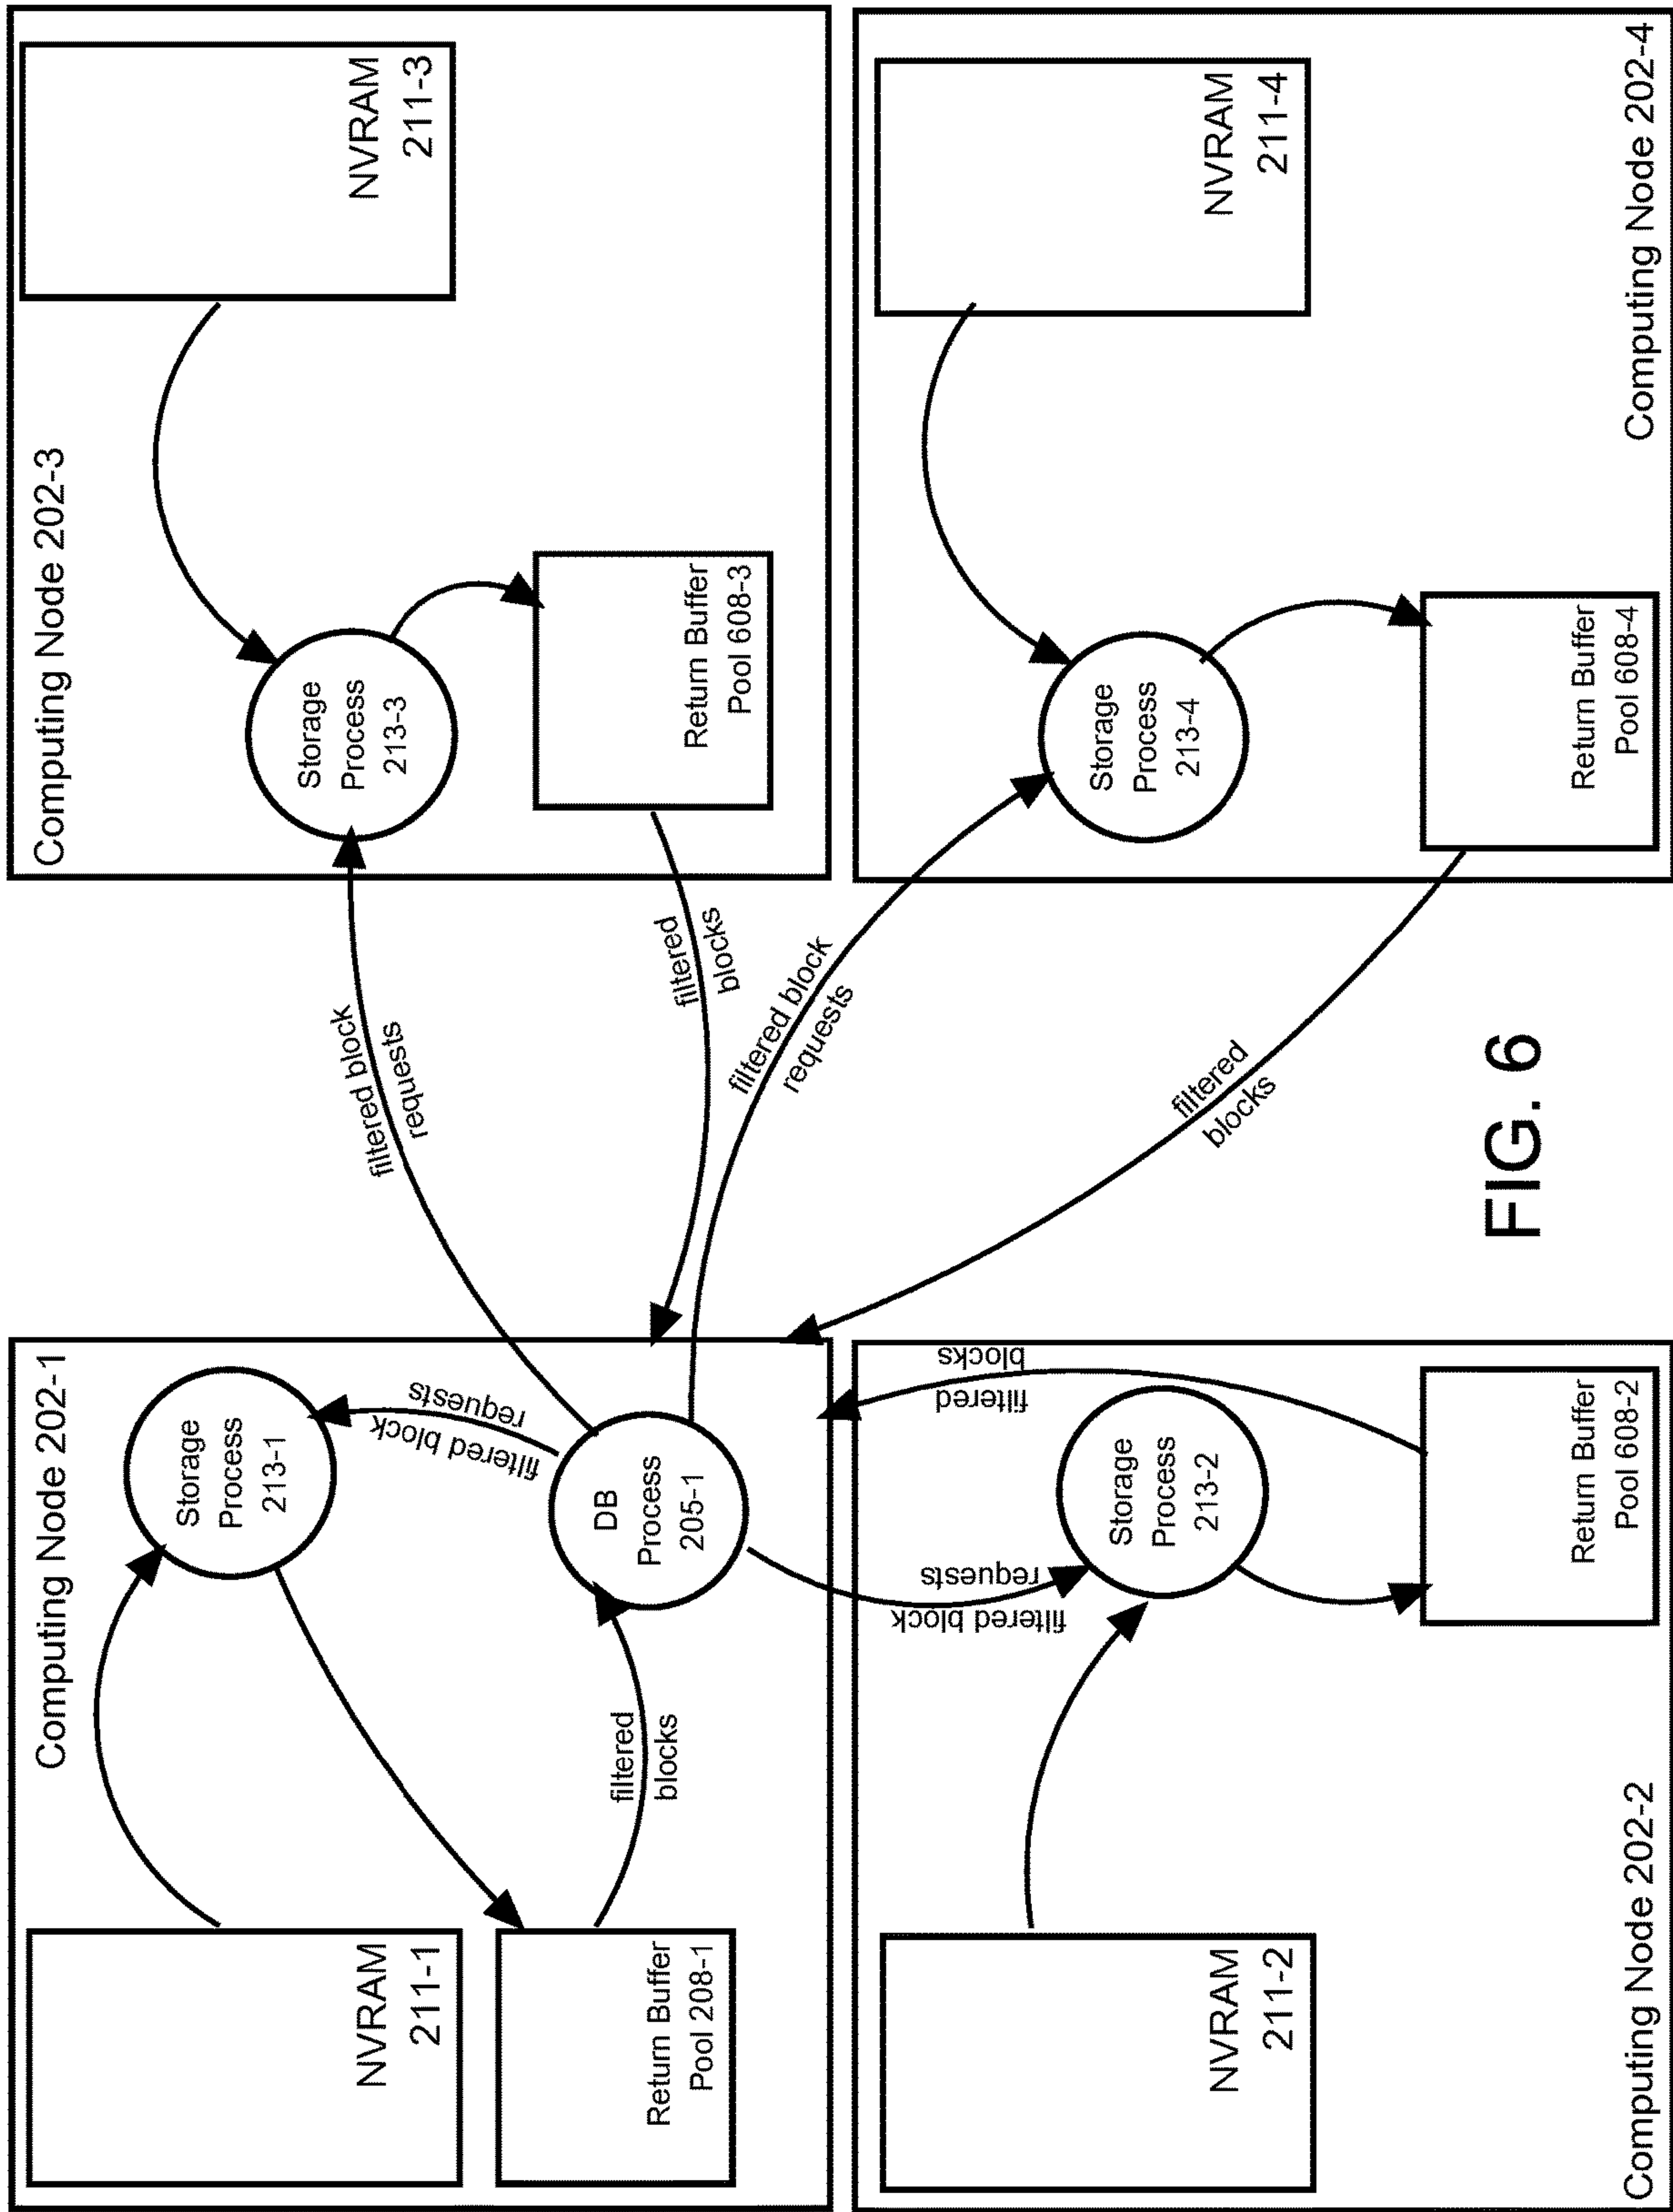 Computing Node 202-1
NVRAM
211-1
Storage
Process
213-1
filtered block
requests
Return Buffer
Pool 208-1
filtered
blocks
DB
Process
205-1
filtered block
requests
filtered
blocks
filtered block
requests
filtered
blocks
Computing Node 202-3
Storage
Process
213-3
NVRAM
211-3
Return Buffer
Pool 608-3
NVRAM
211-2
filtered block
requests
Storage
Process
213-2
filtered
blocks
Return Buffer
Pool 608-2
Computing Node 202-2
Storage
Process
213-4
NVRAM
211-4
Return Buffer
Pool 608-4
Computing Node 202-4
FIG. 6